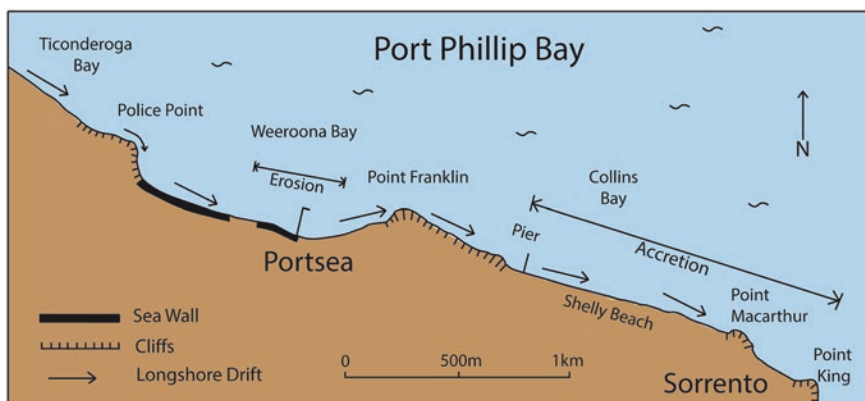 Port Phillip Bay
Ticonderoga
Bay
Police Point
Weeroona Bay
Erosion
Point Franklin
Collins
Bay
N
Pier
Accretion
Portsea
Shelly Beach
Point
Macarthur
Point
King
Sorrento
Sea Wall
Cliffs
Longshore Drift
0 500m 1km